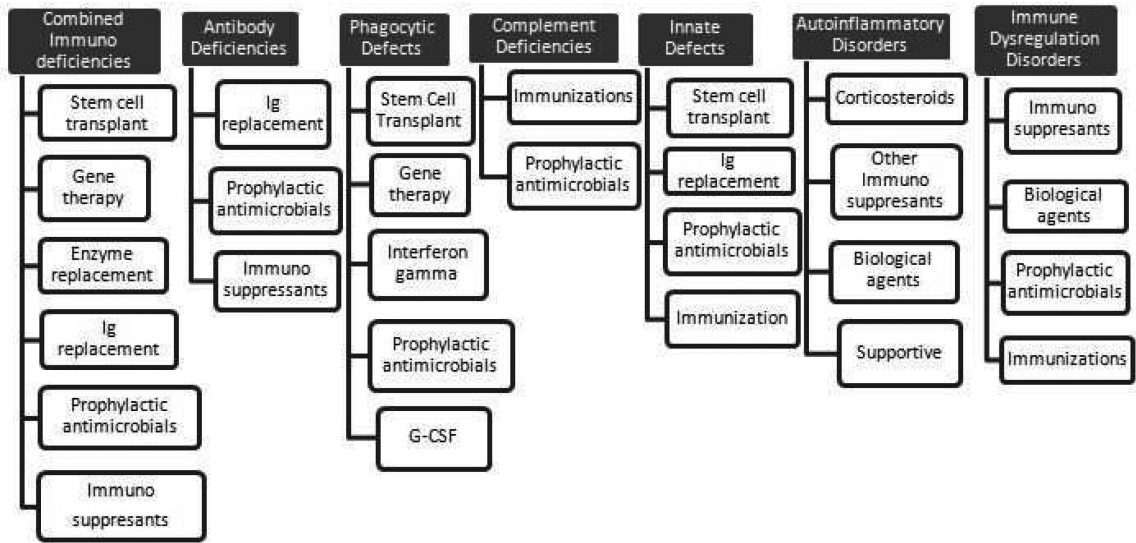 Combined
Immuno
deficiencies
Stem cell
transplant
Gene
therapy
Enzyme
replacement
Ig
replacement
Prophylactic
antimicrobials
Immuno
suppresants
Antibody
Deficiencies
Ig
replacement
Prophylactic
antimicrobials
Immuno
suppressants
Phagocytic
Defects
Stem Cell
Transplant
Gene
therapy
Interferon
gamma
Prophylactic
antimicrobials
G-CSF
Complement
Deficiencies
Immunizations
Prophylactic
antimicrobials
Innate
Defects
Stem cell
transplant
Ig
replacement
Prophylactic
antimicrobials
Immunization
Autoinflammatory
Disorders
Corticosteroids
Other
Immuno
suppresants
Biological
agents
Supportive
Immune
Dysregulation
Disorders
Immuno
suppresants
Biological
agents
Prophylactic
antimicrobials
Immunizations